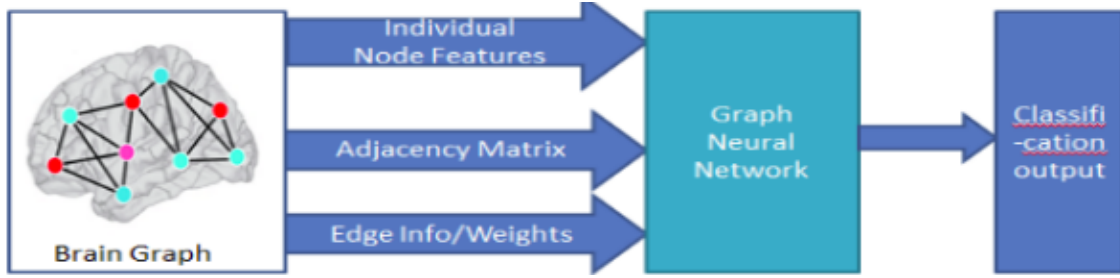 Individual
Node Features
Adjacency Matrix
Edge Info/Weights
Brain Graph
Graph
Neural
Network
Classifi
-cation
output